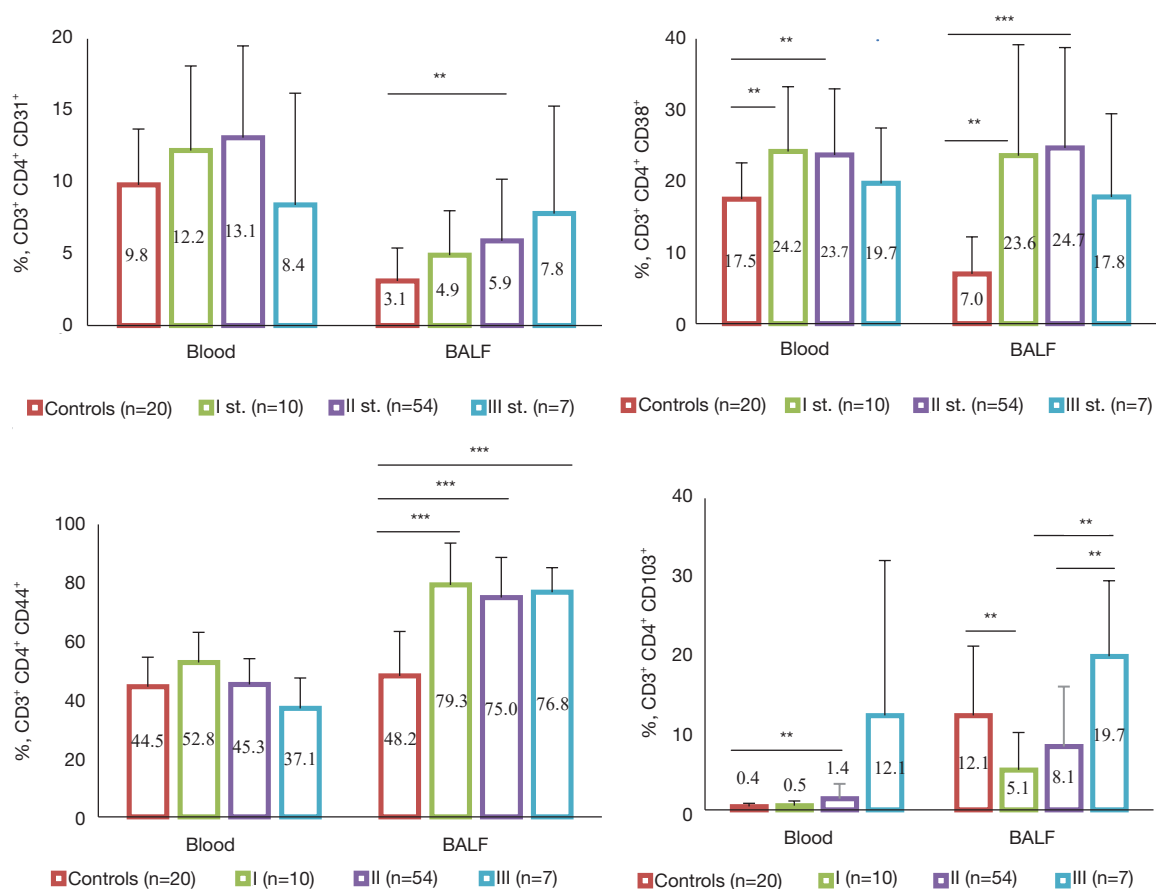 %, CD3⁺ CD4⁺ CD31⁺
20
15
10
5
0
**
9.8
12.2
13.1
8.4
3.1
4.9
5.9
7.8
Blood
BALF
Controls (n=20)
I st. (n=10)
II st. (n=54)
III st. (n=7)
%, CD3⁺ CD4⁺ CD38⁺
40
30
20
10
0
**
**
***
**
17.5
24.2
23.7
19.7
7.0
23.6
24.7
17.8
Blood
BALF
Controls (n=20)
I st. (n=10)
II st. (n=54)
III st. (n=7)
%, CD3⁺ CD4⁺ CD44⁺
100
80
60
40
20
0
***
***
***
44.5
52.8
45.3
37.1
48.2
79.3
75.0
76.8
Blood
BALF
Controls (n=20)
I (n=10)
II (n=54)
III (n=7)
%, CD3⁺ CD4⁺ CD103⁺
40
30
20
10
0
**
**
**
**
0.4
0.5
1.4
12.1
12.1
5.1
8.1
19.7
Blood
BALF
Controls (n=20)
I (n=10)
II (n=54)
III (n=7)